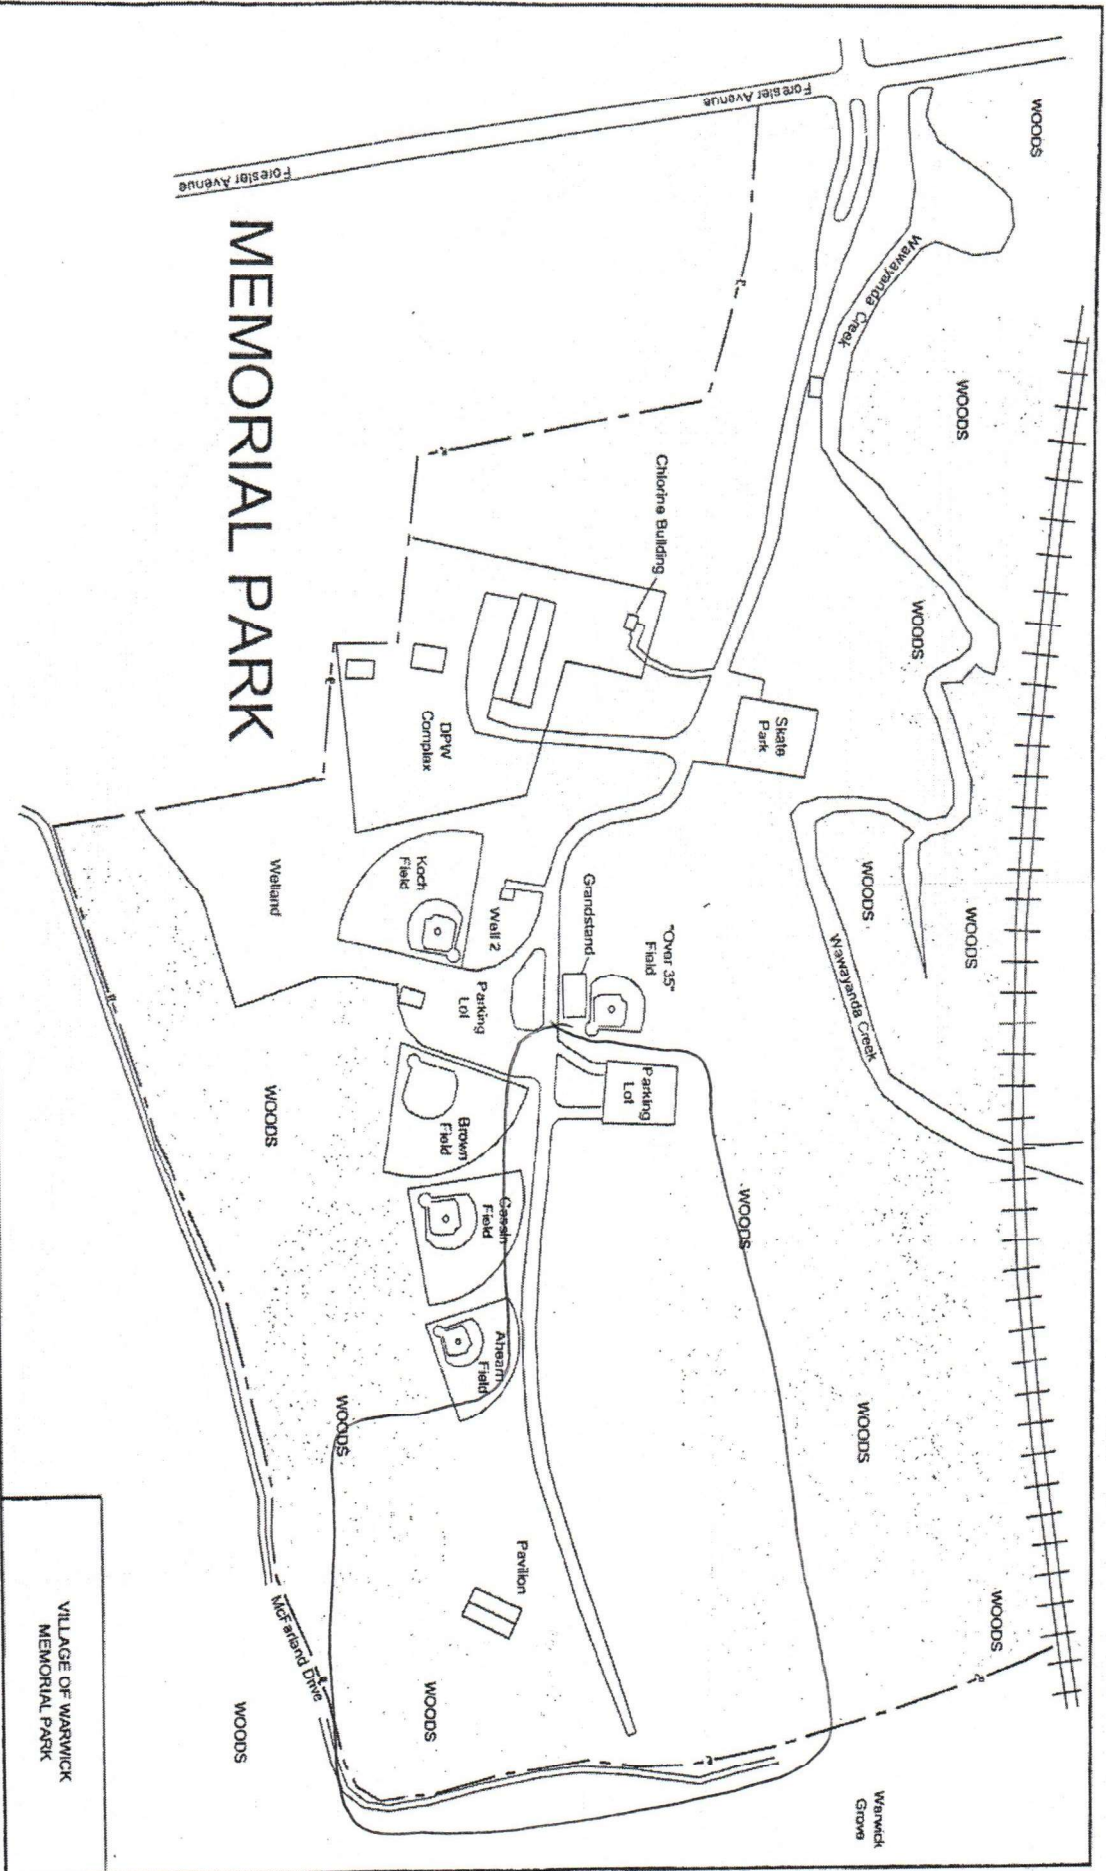 WOODS
Forester Avenue
Forester Avenue
Wawayanda Creek
WOODS
MEMORIAL PARK
Chlorine Building
WOODS
Skate
Park
DPW
Complex
WOODS
WOODS
Wetland
Koch
Field
Well 2
Grandstand
"Over 35"
Field
Wawayanda Creek
Parking
Lot
Parking
Lot
WOODS
Brown
Field
WOODS
Cassin
Field
Ahearn
Field
WOODS
WOODS
WOODS
Pavilion
McFarland Drive
WOODS
WOODS
Warwick
Grove
VILLAGE OF WARWICK
MEMORIAL PARK